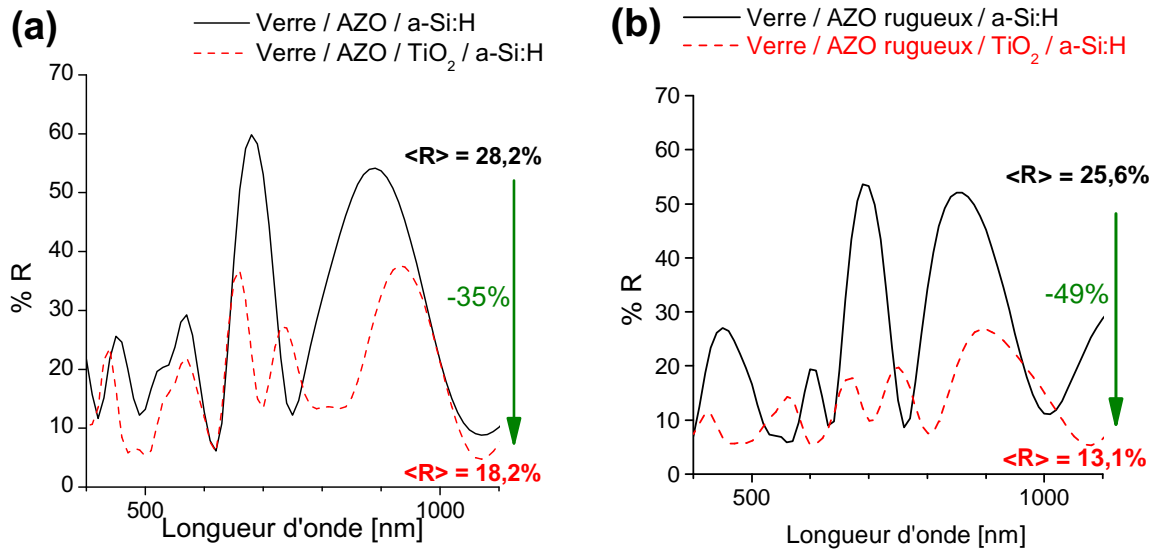 (a)
Verre / AZO / a-Si:H
Verre / AZO / TiO2 / a-Si:H
70
60
50
40
30
20
10
0
% R
<R> = 28,2%
-35%
<R> = 18,2%
500
1000
Longueur d'onde [nm]
(b)
Verre / AZO rugueux / a-Si:H
Verre / AZO rugueux / TiO2 / a-Si:H
70
60
50
40
30
20
10
0
% R
<R> = 25,6%
-49%
<R> = 13,1%
500
1000
Longueur d'onde [nm]